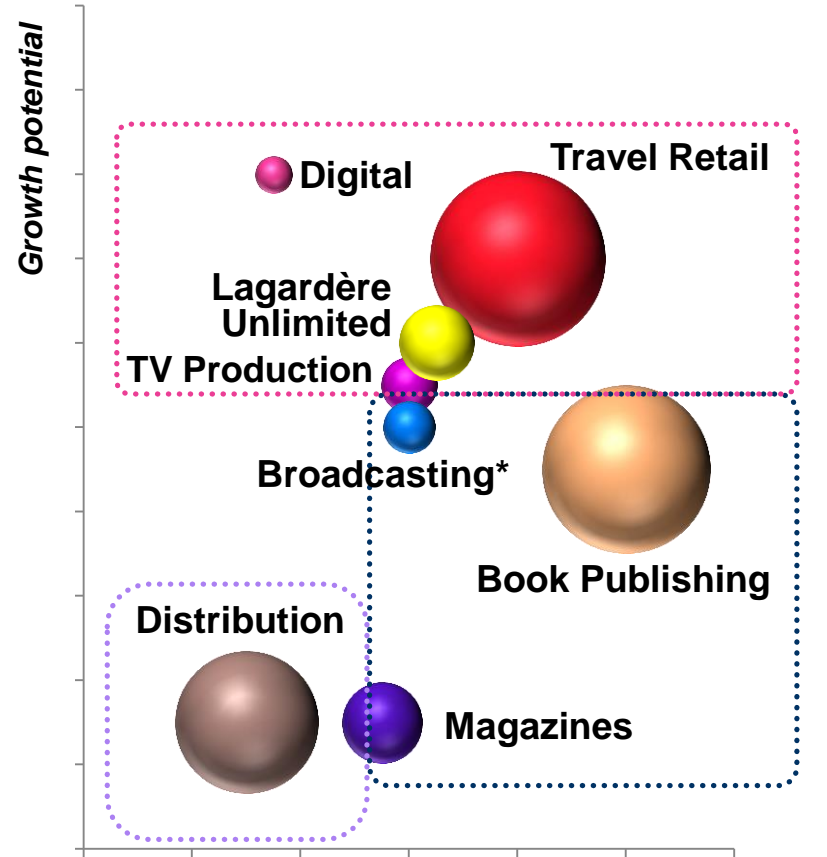 Growth potential
Travel Retail
Digital
Lagardère
Unlimited
TV Production
Broadcasting*
Book Publishing
Distribution
Magazines